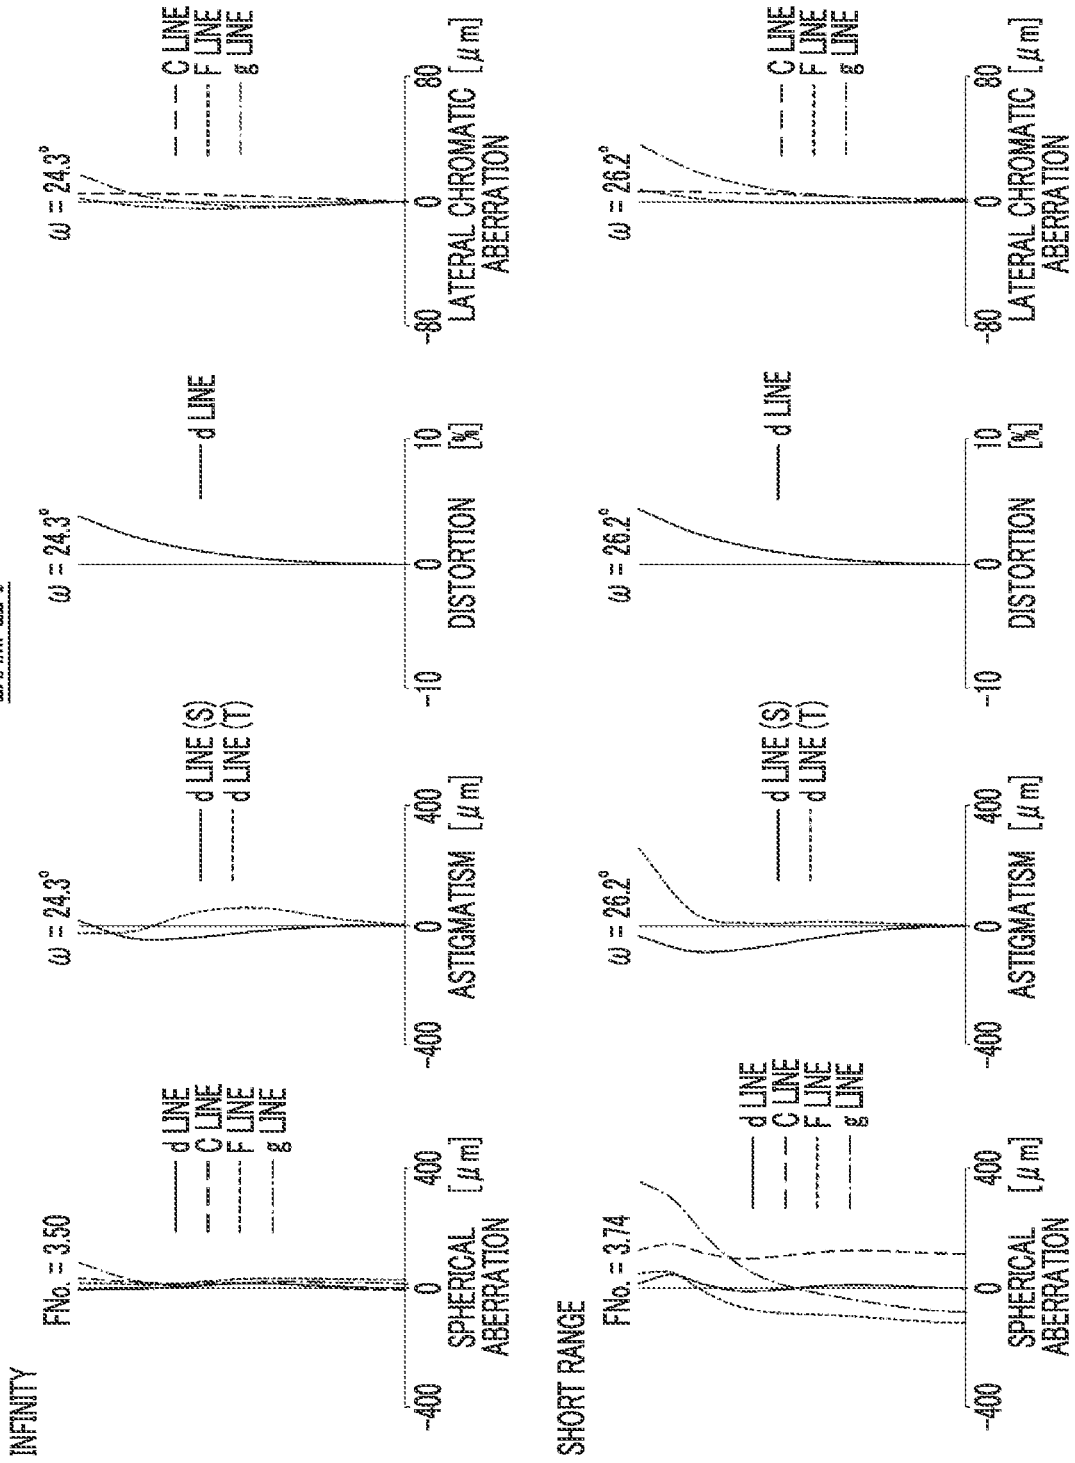 INFINITY
FNo. = 3.50
d LINE
C LINE
F LINE
g LINE
-400
0
400
SPHERICAL
ABERRATION
[μm]
ω = 24.3°
d LINE (S)
d LINE (T)
-400
0
400
ASTIGMATISM
[μm]
ω = 24.3°
d LINE
-10
0
10
DISTORTION
[%]
ω = 24.3°
C LINE
F LINE
g LINE
-80
0
80
LATERAL CHROMATIC
ABERRATION
[μm]
SHORT RANGE
FNo. = 3.74
d LINE
C LINE
F LINE
g LINE
-400
0
400
SPHERICAL
ABERRATION
[μm]
ω = 26.2°
d LINE (S)
d LINE (T)
-400
0
400
ASTIGMATISM
[μm]
ω = 26.2°
d LINE
-10
0
10
DISTORTION
[%]
ω = 26.2°
C LINE
F LINE
g LINE
-80
0
80
LATERAL CHROMATIC
ABERRATION
[μm]